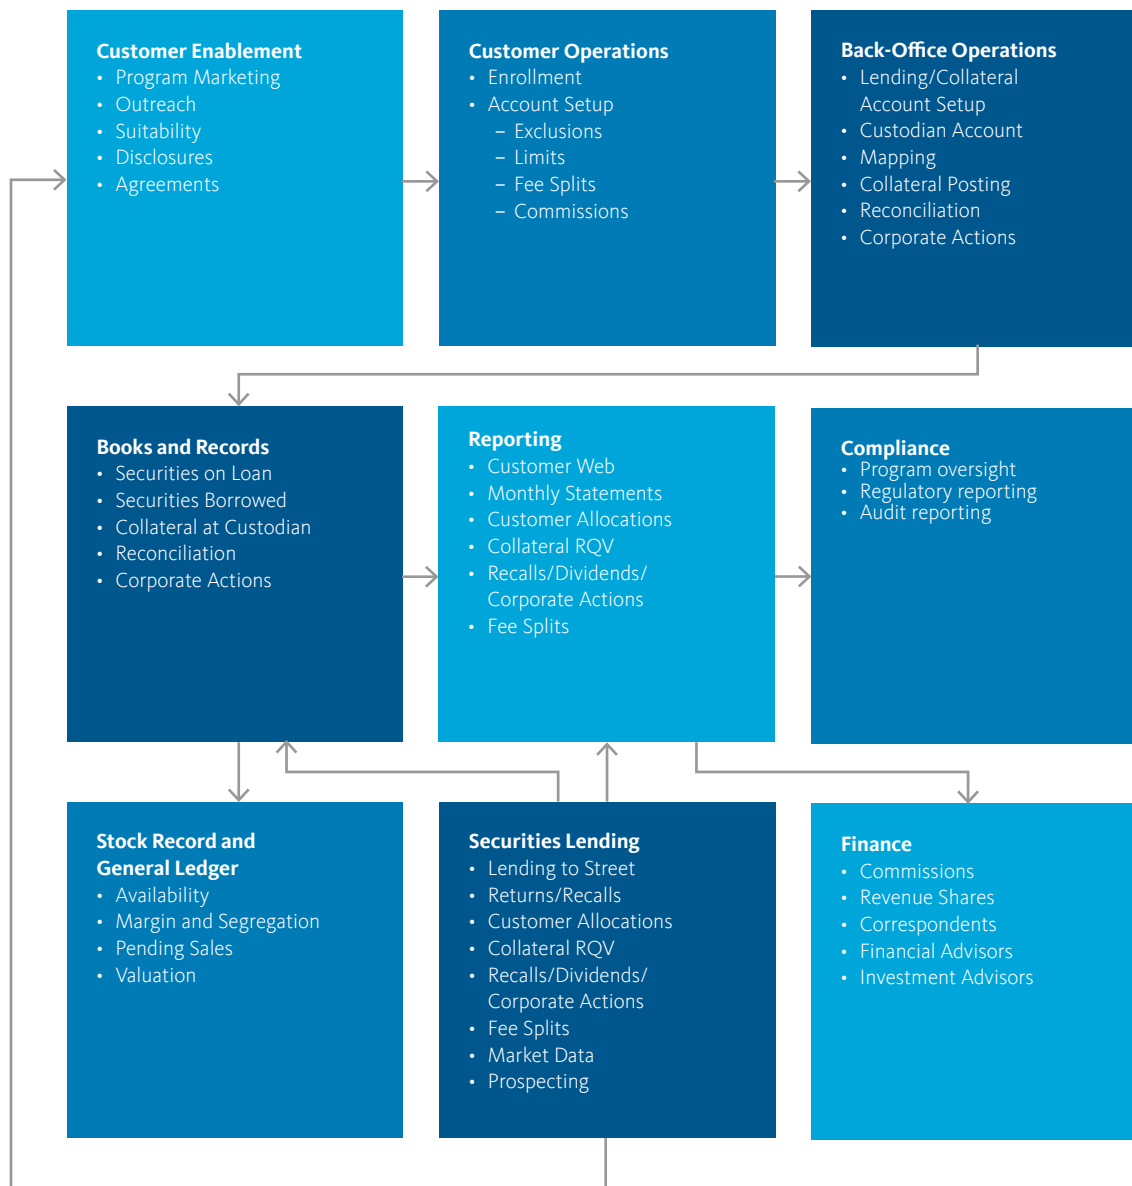 Customer Enablement
• Program Marketing
• Outreach
• Suitability
• Disclosures
• Agreements
Customer Operations
• Enrollment
• Account Setup
– Exclusions
– Limits
– Fee Splits
– Commissions
Back-Office Operations
• Lending/Collateral
Account Setup
• Custodian Account
• Mapping
• Collateral Posting
• Reconciliation
• Corporate Actions
Books and Records
• Securities on Loan
• Securities Borrowed
• Collateral at Custodian
• Reconciliation
• Corporate Actions
Reporting
• Customer Web
• Monthly Statements
• Customer Allocations
• Collateral RQV
• Recalls/Dividends/
Corporate Actions
• Fee Splits
Compliance
• Program oversight
• Regulatory reporting
• Audit reporting
Stock Record and
General Ledger
• Availability
• Margin and Segregation
• Pending Sales
• Valuation
Securities Lending
• Lending to Street
• Returns/Recalls
• Customer Allocations
• Collateral RQV
• Recalls/Dividends/
Corporate Actions
• Fee Splits
• Market Data
• Prospecting
Finance
• Commissions
• Revenue Shares
• Correspondents
• Financial Advisors
• Investment Advisors